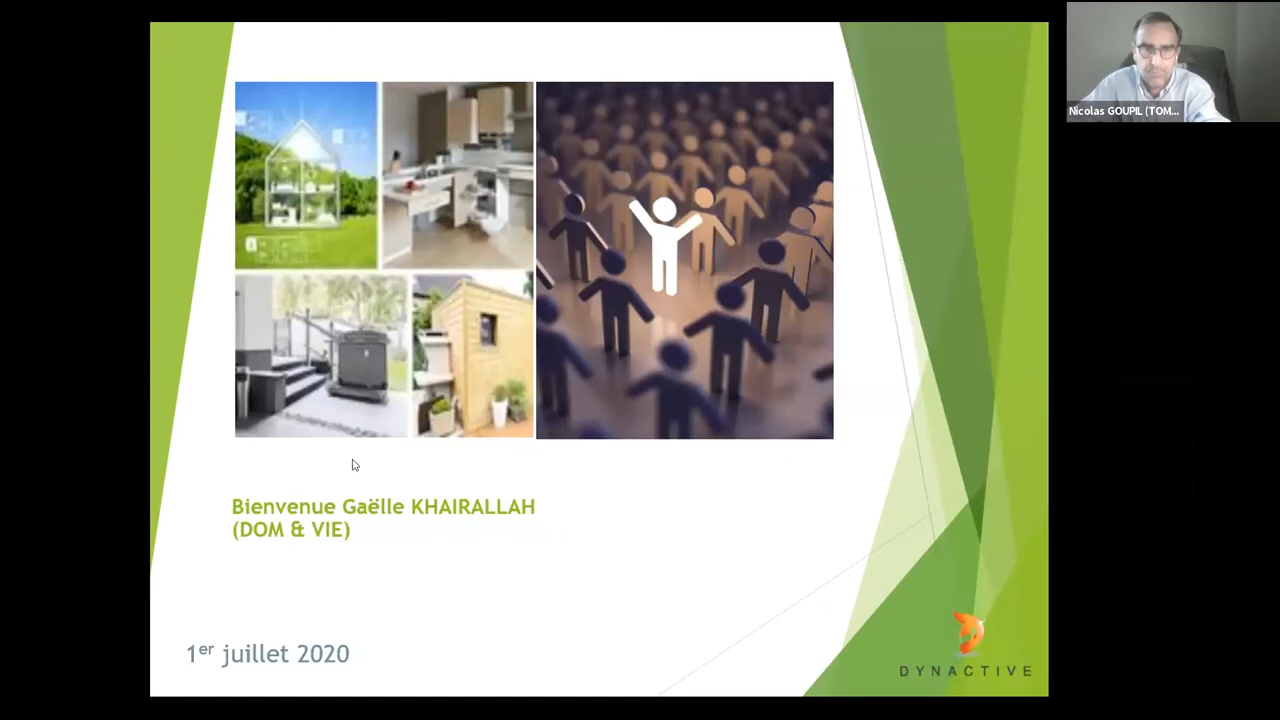 Nicolas GOUPIL (TOM...
Bienvenue Gaëlle KHAIRALLAH
(DOM & VIE)
1er juillet 2020
DYNACTIVE